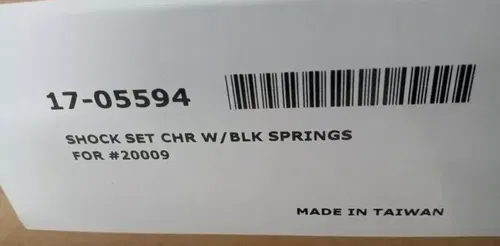 17-05594
SHOCK SET CHR W/BLK SPRINGS
FOR #20009
MADE IN TAIWAN